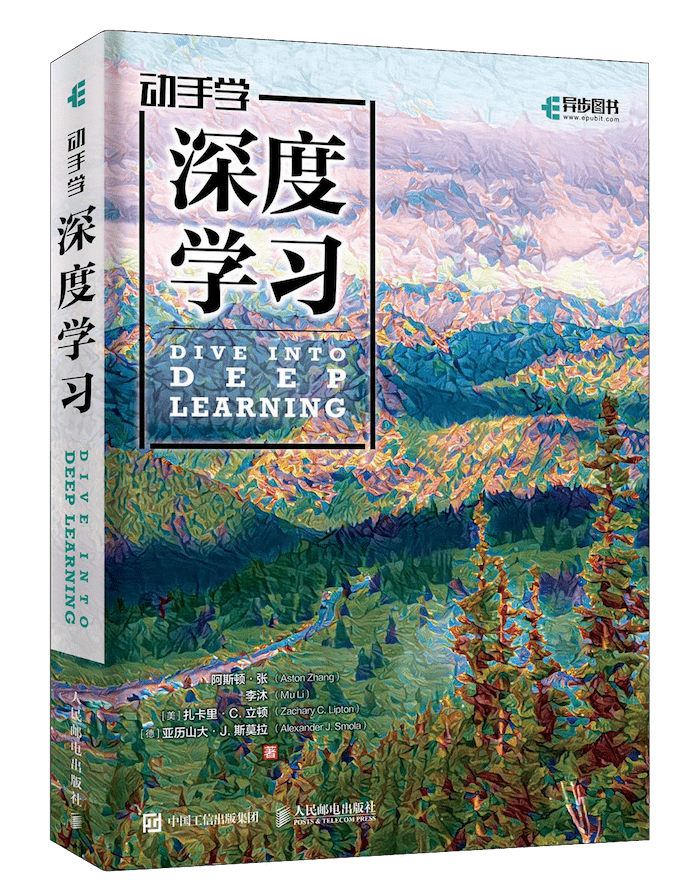 动手学
深度
学习
DIVE INTO
DEEP
LEARNING
异步图书
www.epubit.com
阿斯顿·张（Aston Zhang）
李沐（Mu Li）
［美］扎卡里·C. 立顿（Zachary C. Lipton）
［德］亚历山大·J. 斯莫拉（Alexander J. Smola）
著
中国工信出版集团
人民邮电出版社
POSTS & TELECOM PRESS
动手学
深度学习
DIVE INTO
DEEP LEARNING
人民邮电出版社